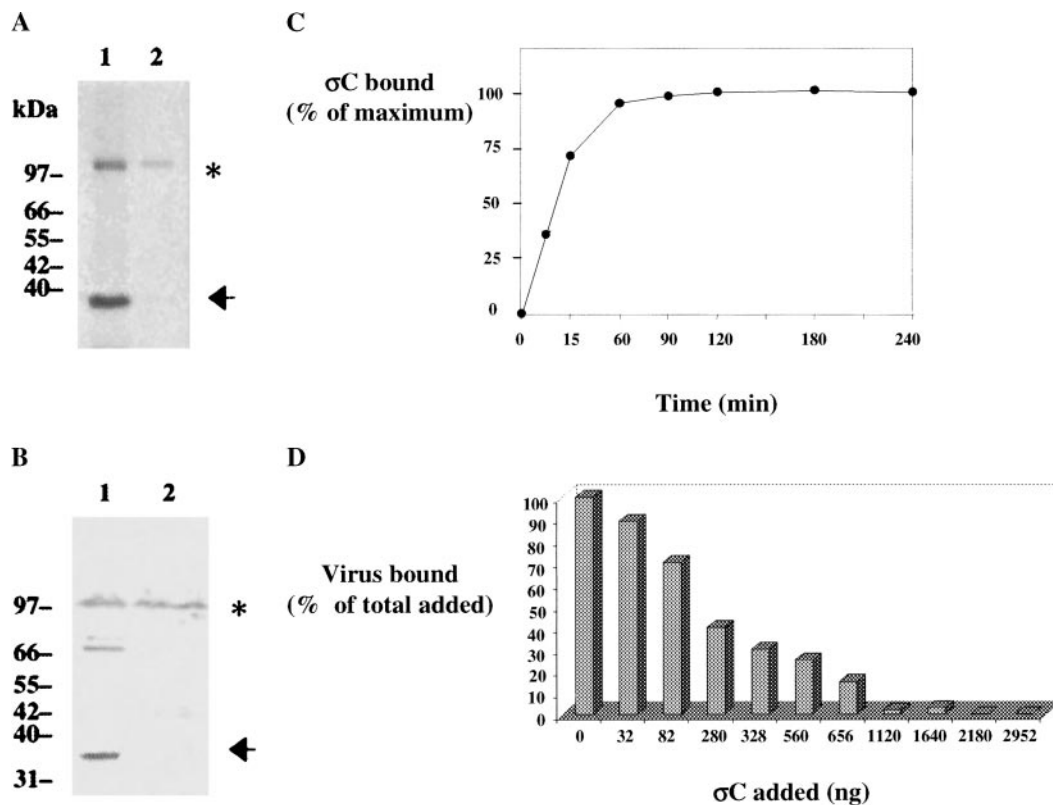 A
1 2
kDa
97–
66–
55–
42–
40–
*
C
σC bound
(% of maximum)
100
75
50
25
0
0 15 60 90 120 180 240
Time (min)
B
1 2
97–
66–
55–
42–
40–
31–
*
D
Virus bound
(% of total added)
100
90
80
70
60
50
40
30
20
10
0
0 32 82 280 328 560 656 1120 1640 2180 2952
σC added (ng)